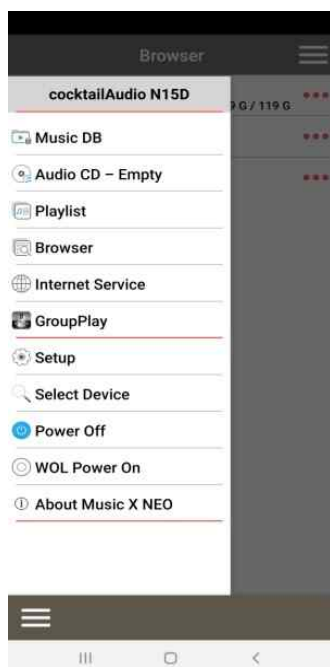 Browser
cocktailAudio N15D
9 G / 119 G
Music DB
Audio CD – Empty
Playlist
Browser
Internet Service
GroupPlay
Setup
Select Device
Power Off
WOL Power On
About Music X NEO